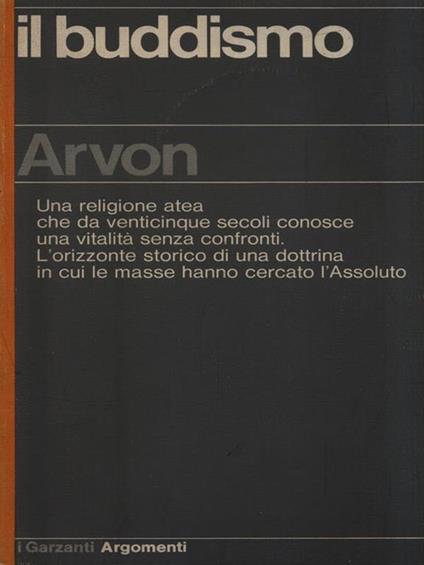 il buddismo
Arvon
Una religione atea
che da venticinque secoli conosce
una vitalità senza confronti.
L'orizzonte storico di una dottrina
in cui le masse hanno cercato l'Assoluto
i Garzanti Argomenti